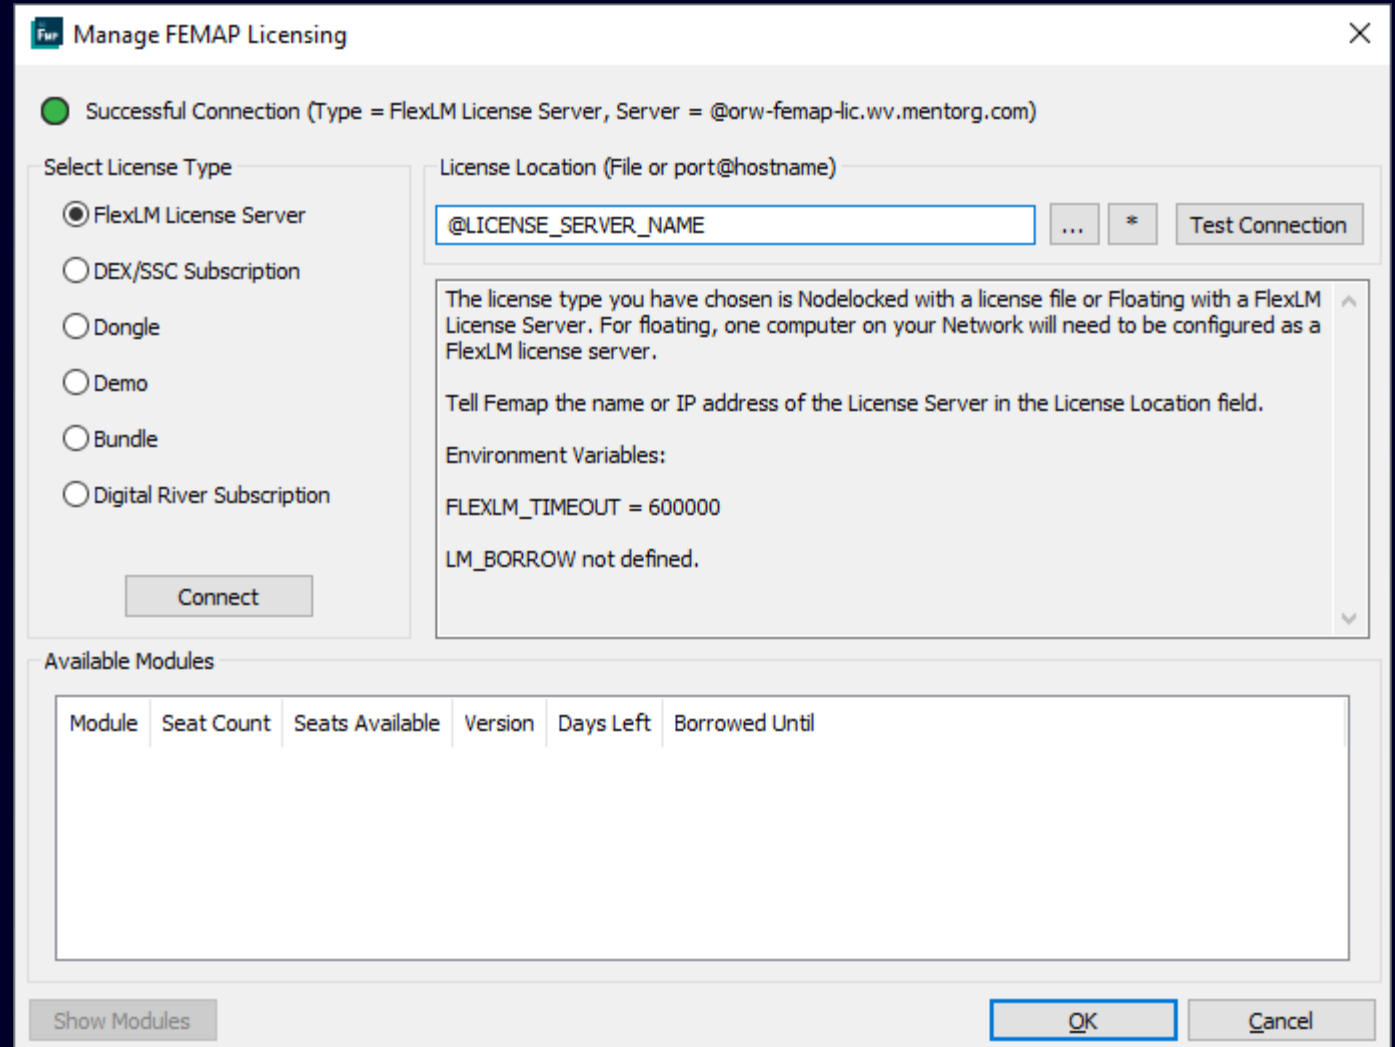 FMP Manage FEMAP Licensing
Successful Connection (Type = FlexLM License Server, Server = @orw-femap-lic.wv.mentorg.com)
Select License Type
FlexLM License Server
DEX/SSC Subscription
Dongle
Demo
Bundle
Digital River Subscription
Connect
License Location (File or port@hostname)
@LICENSE_SERVER_NAME
...
*
Test Connection
The license type you have chosen is Nodelocked with a license file or Floating with a FlexLM
License Server. For floating, one computer on your Network will need to be configured as a
FlexLM license server.
Tell Femap the name or IP address of the License Server in the License Location field.
Environment Variables:
FLEXLM_TIMEOUT = 600000
LM_BORROW not defined.
Available Modules
Module Seat Count Seats Available Version Days Left Borrowed Until
Show Modules
OK
Cancel